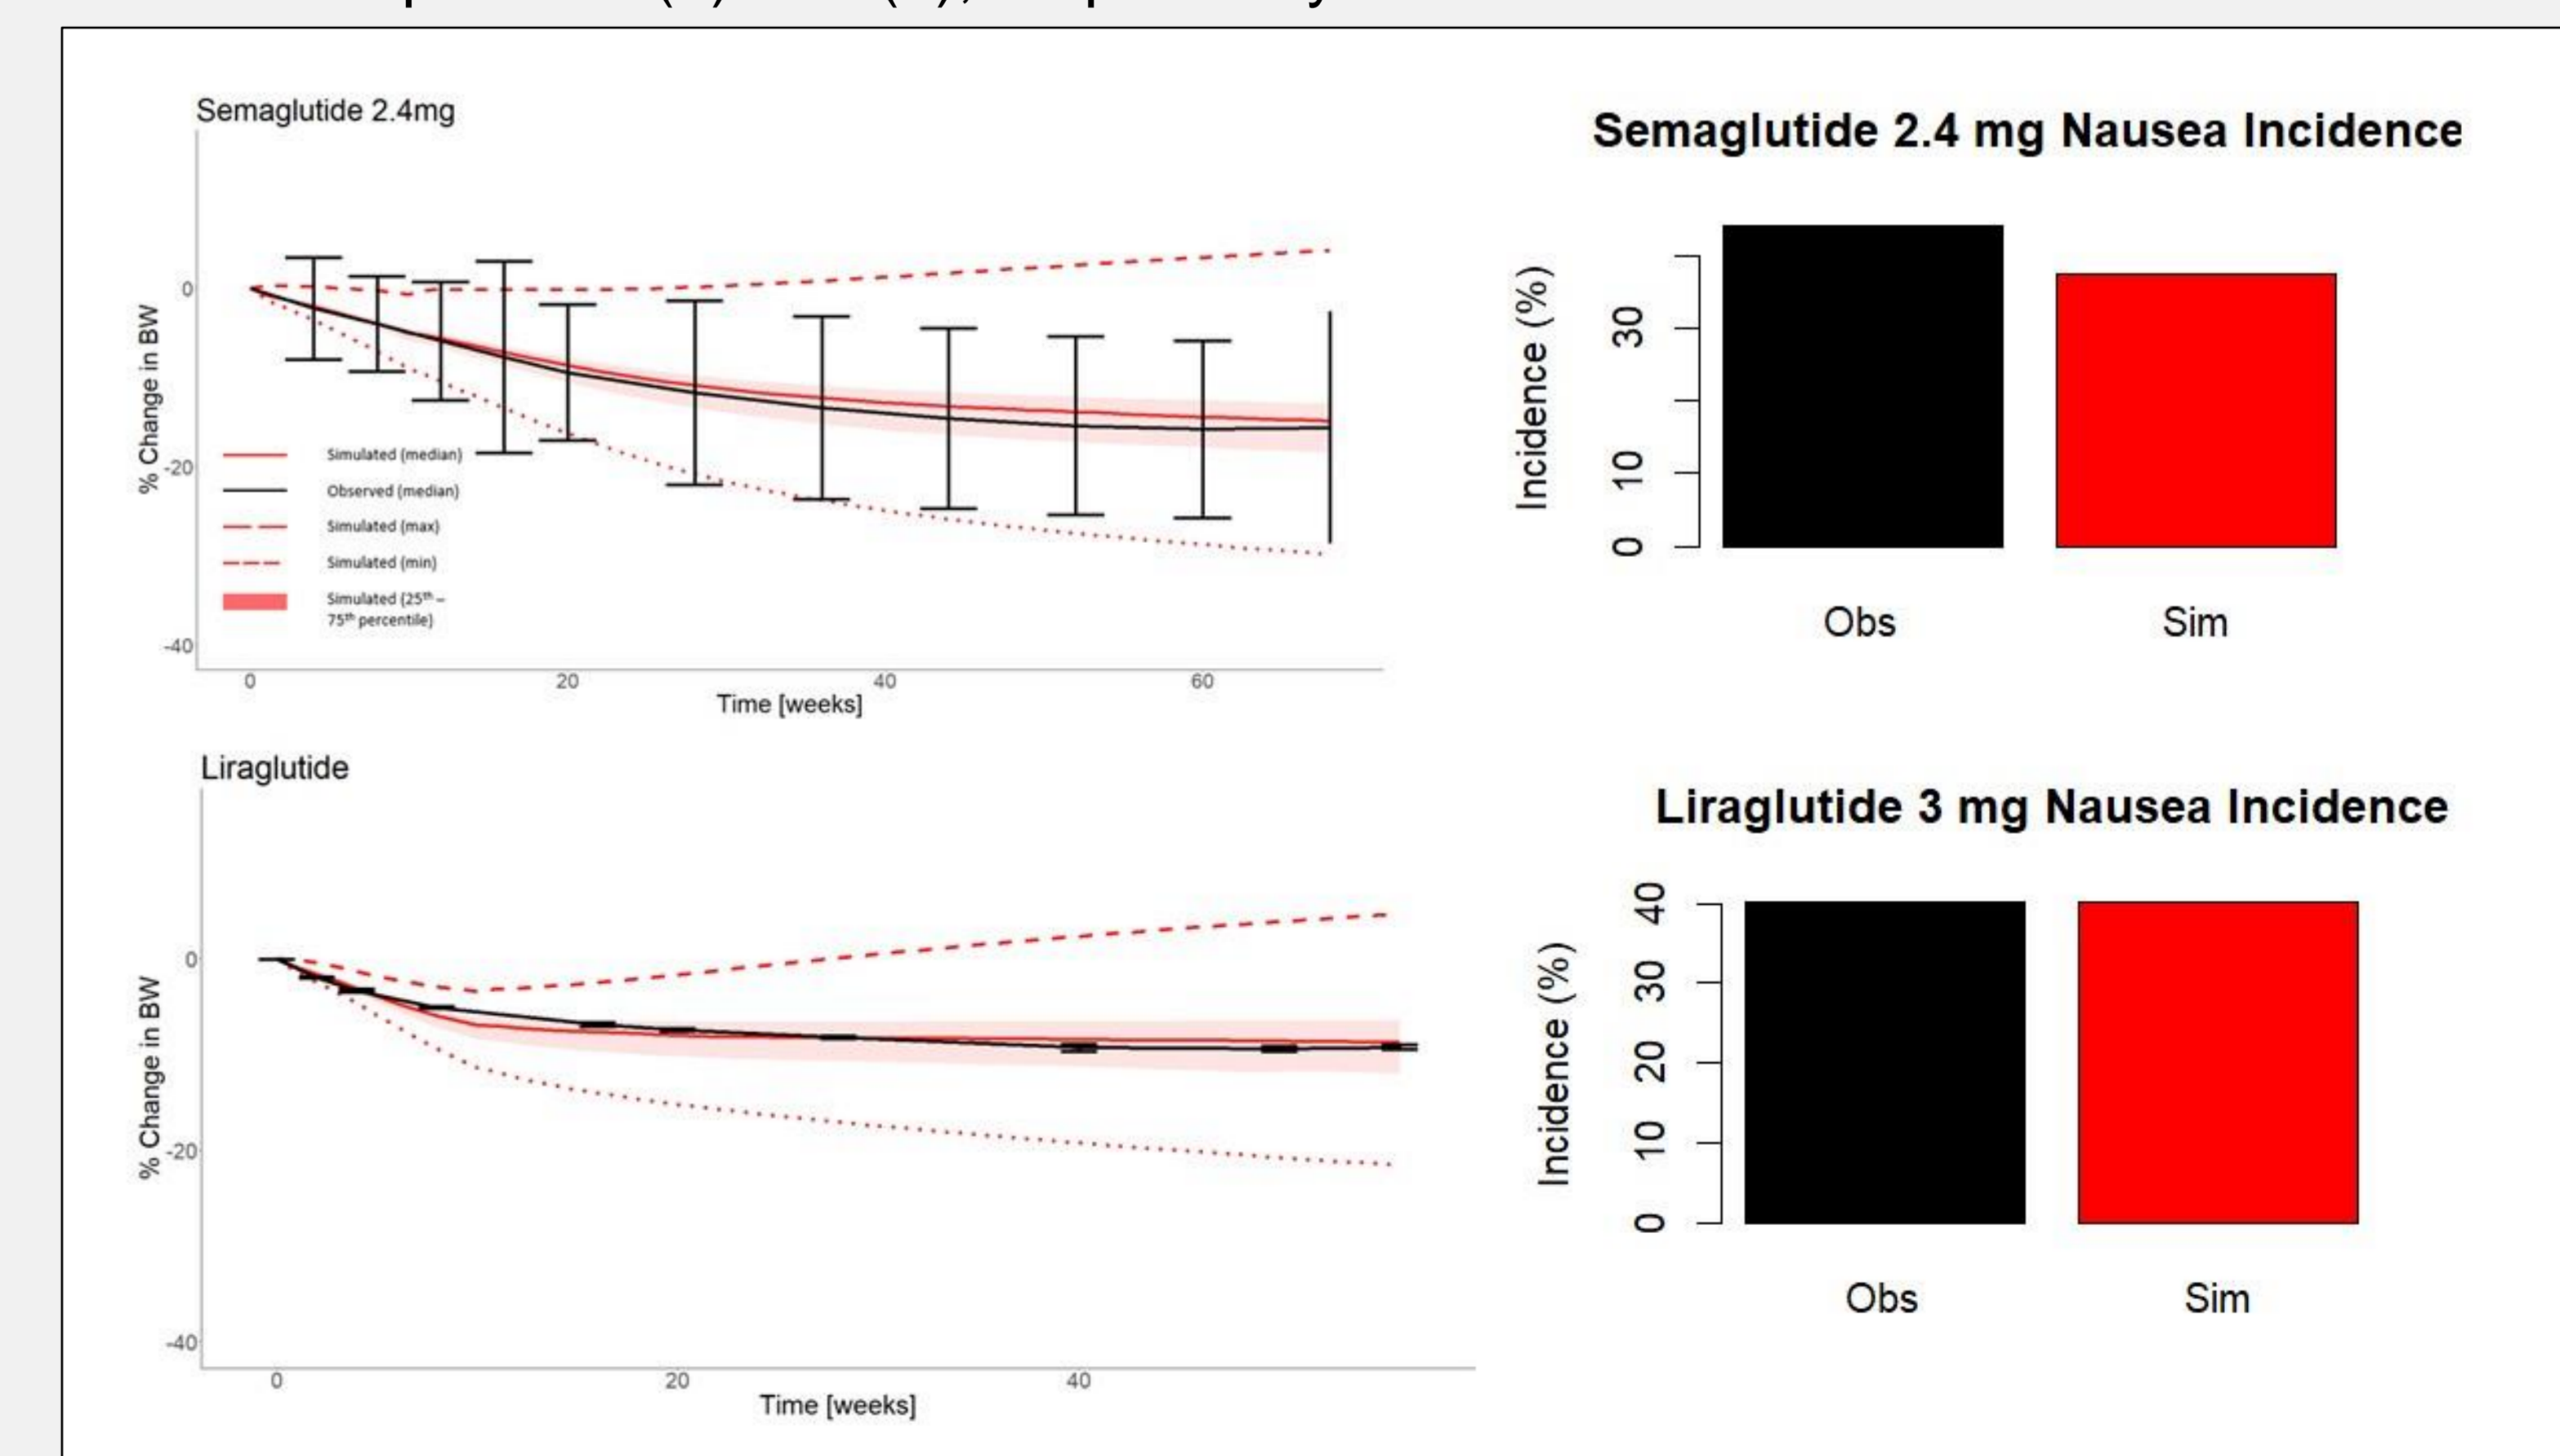 Semaglutide 2.4mg
% Change in BW
0
-20
-40
Simulated (median)
Observed (median)
Simulated (max)
Simulated (min)
Simulated (25th –
75th percentile)
0 20 40 60
Time [weeks]
Semaglutide 2.4 mg Nausea Incidence
Incidence (%)
30
10
0
Obs Sim
Liraglutide
% Change in BW
0
-20
-40
0 20 40
Time [weeks]
Liraglutide 3 mg Nausea Incidence
Incidence (%)
40
30
20
10
0
Obs Sim